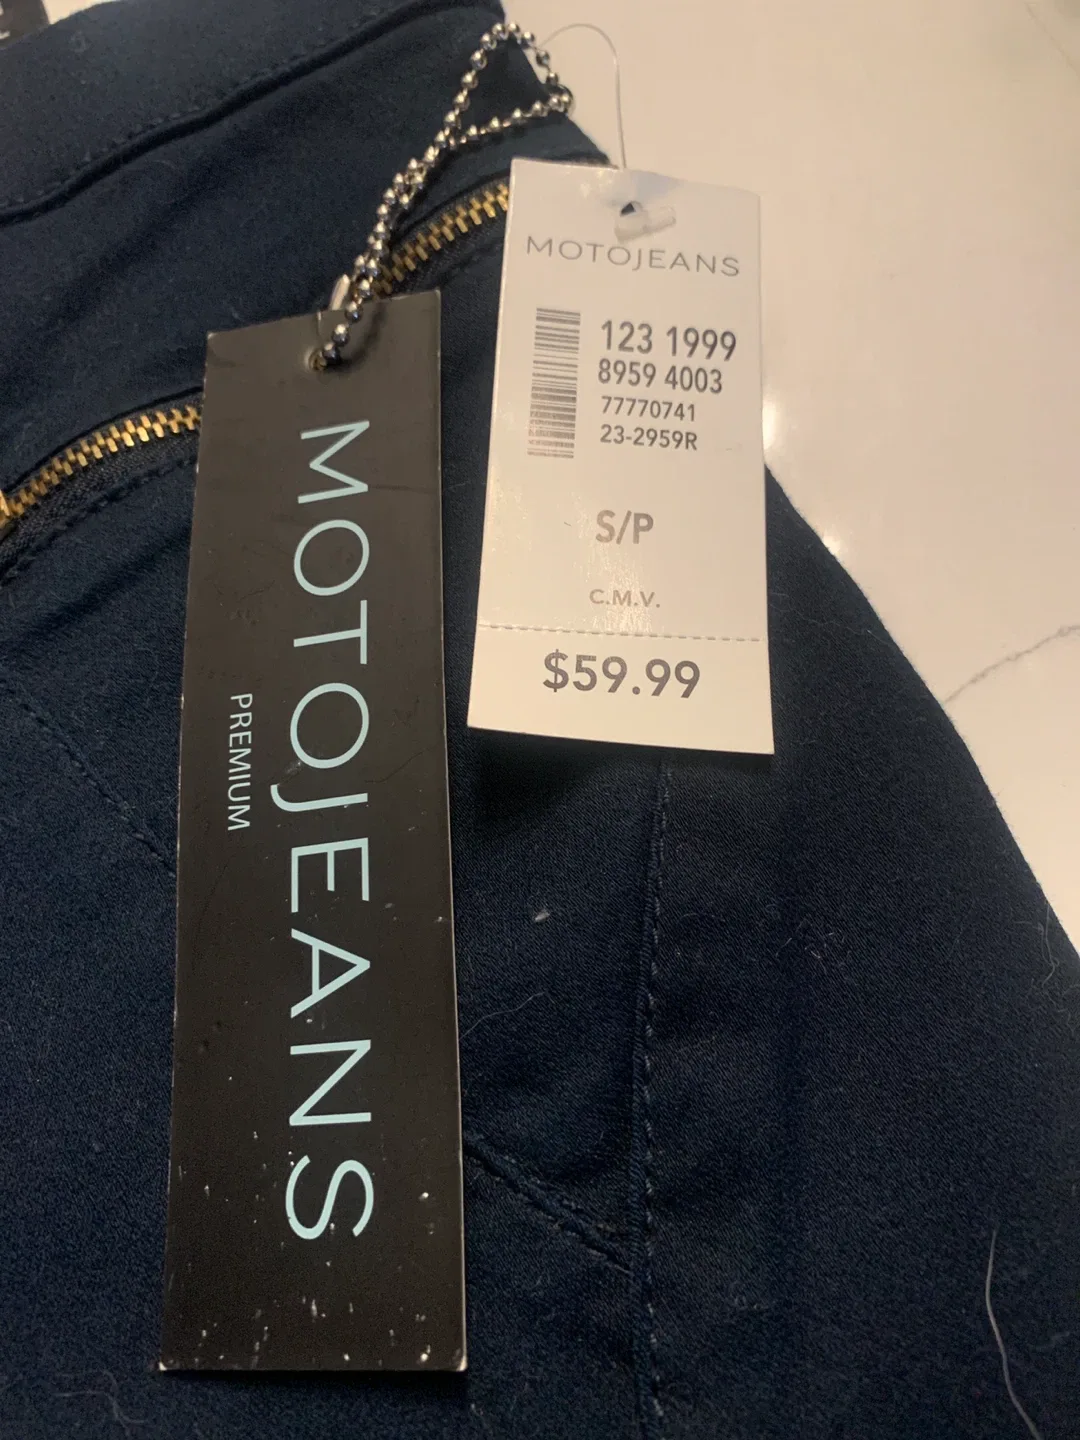 MOTOJEANS
PREMIUM
MOTOJEANS
123 1999
8959 4003
77770741
23-2959R
S/P
C.M.V.
$59.99